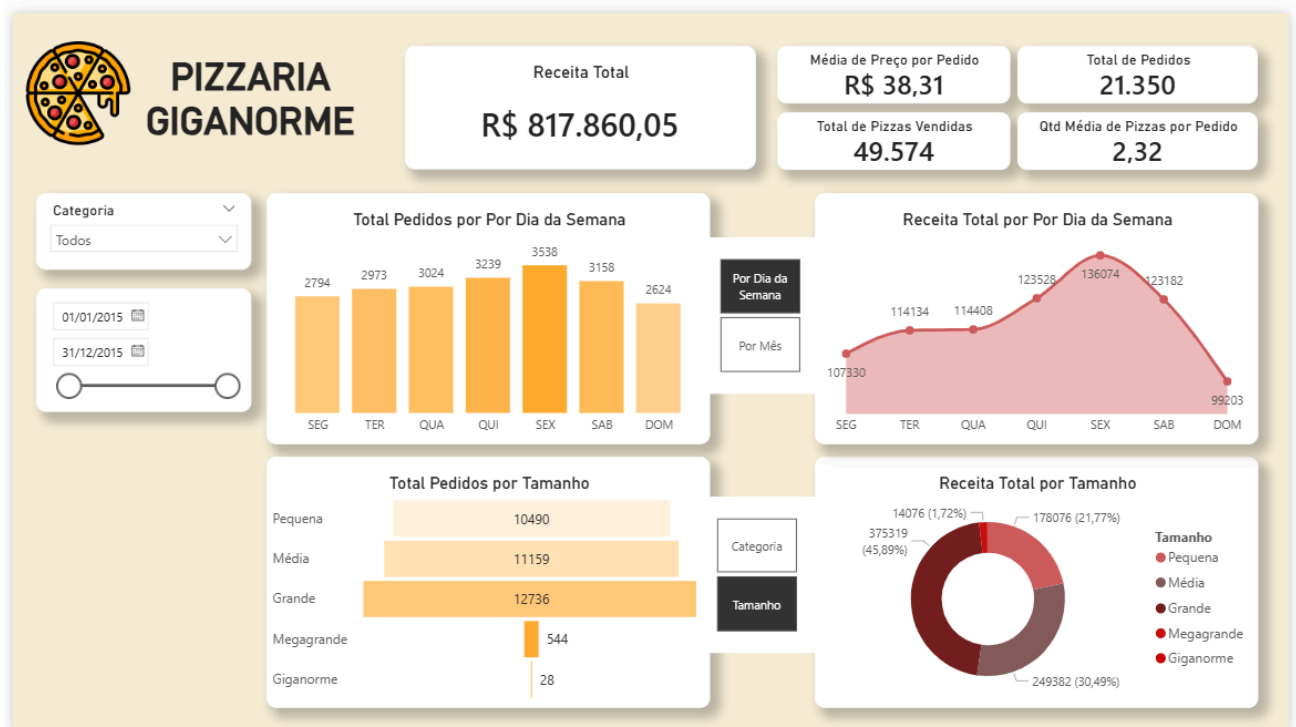 PIZZARIA
GIGANORME
Receita Total
R$ 817.860,05
Média de Preço por Pedido
R$ 38,31
Total de Pedidos
21.350
Total de Pizzas Vendidas
49.574
Qtd Média de Pizzas por Pedido
2,32
Categoria
Todos
01/01/2015
31/12/2015
Total Pedidos por Por Dia da Semana
2794
2973
3024
3239
3538
3158
2624
SEG
TER
QUA
QUI
SEX
SAB
DOM
Por Dia da
Semana
Por Mês
Receita Total por Por Dia da Semana
107330
114134
114408
123528
136074
123182
99203
SEG
TER
QUA
QUI
SEX
SAB
DOM
Total Pedidos por Tamanho
Pequena
10490
Média
11159
Grande
12736
Megagrande
544
Giganorme
28
Categoria
Tamanho
Receita Total por Tamanho
14076 (1,72%)
178076 (21,77%)
375319
(45,89%)
249382 (30,49%)
Tamanho
Pequena
Média
Grande
Megagrande
Giganorme